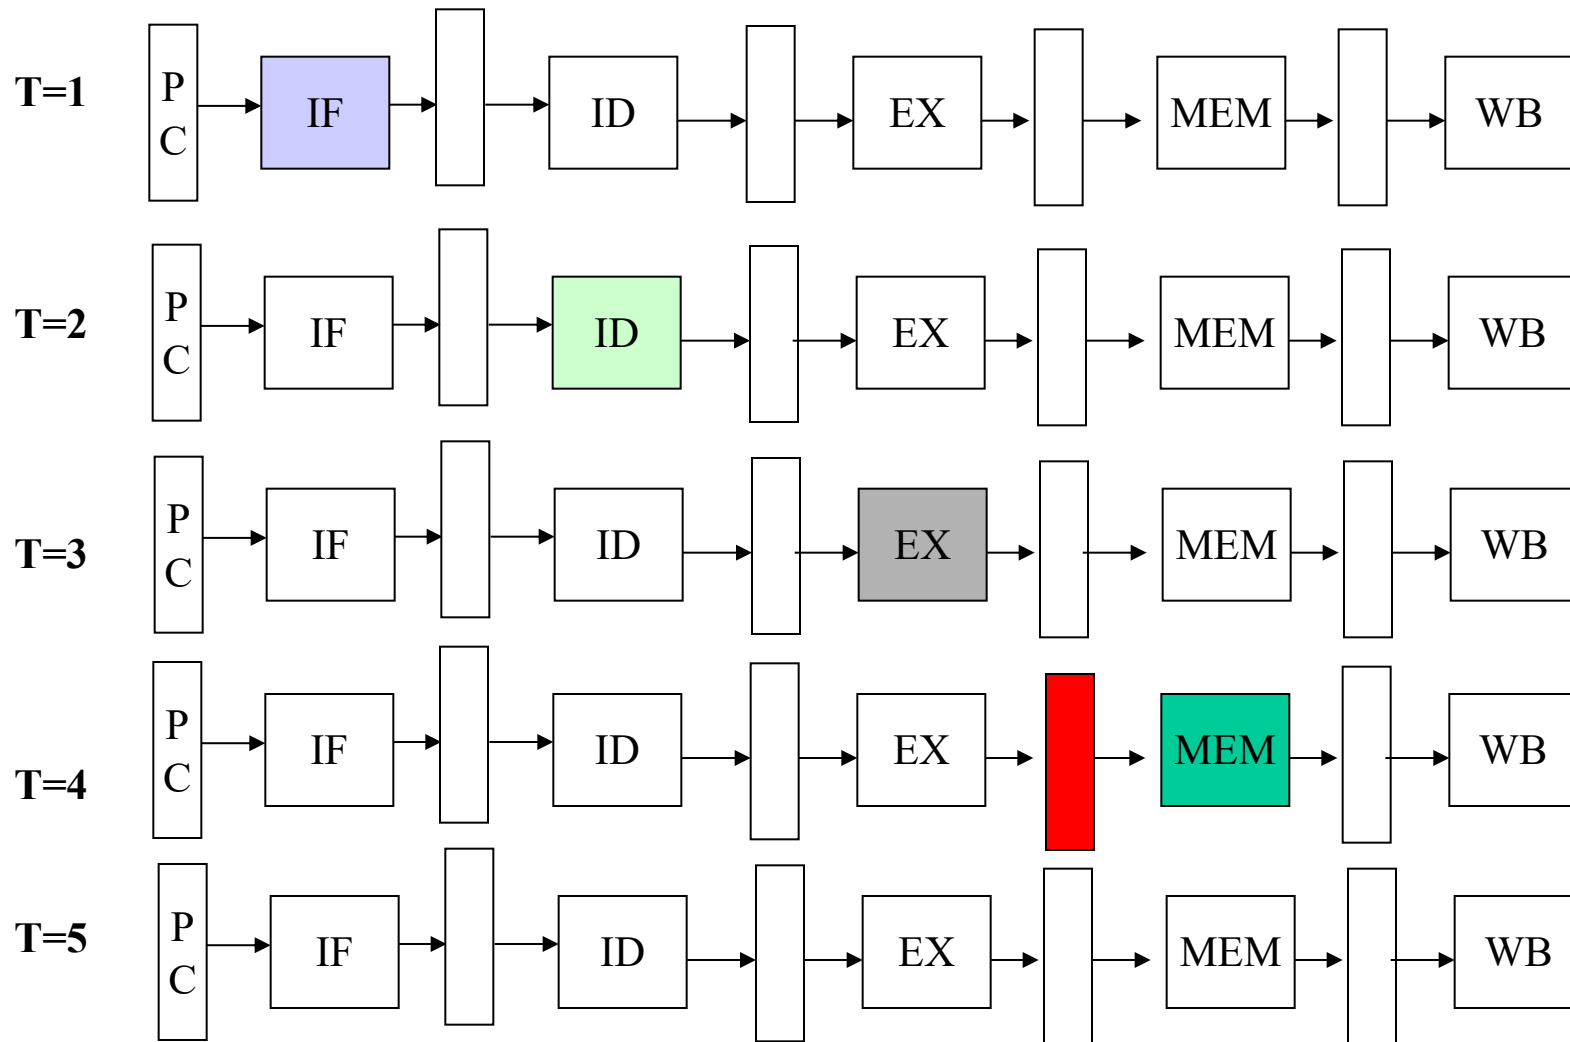 T=1 P C IF ID EX MEM WB
T=2 P C IF ID EX MEM WB
T=3 P C IF ID EX MEM WB
T=4 P C IF ID EX MEM WB
T=5 P C IF ID EX MEM WB